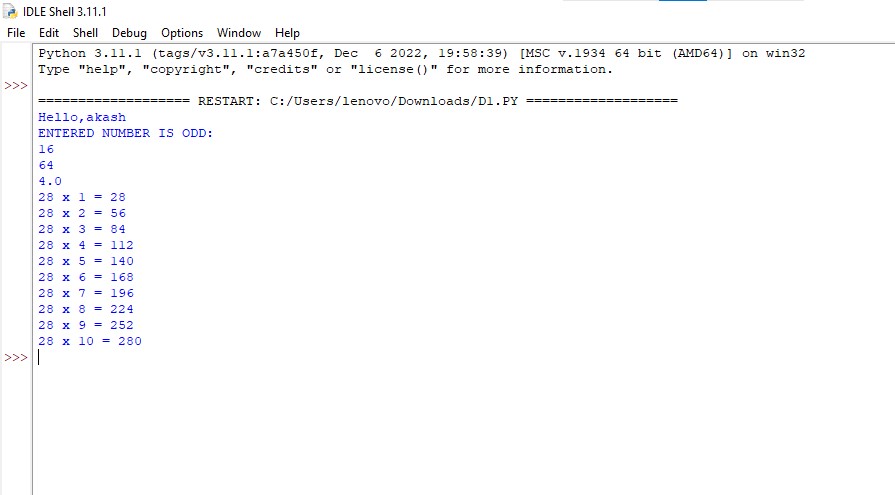 IDLE Shell 3.11.1
File Edit Shell Debug Options Window Help
Python 3.11.1 (tags/v3.11.1:a7a450f, Dec  6 2022, 19:58:39) [MSC v.1934 64 bit (AMD64)] on win32
Type "help", "copyright", "credits" or "license()" for more information.
>>>
=================== RESTART: C:/Users/lenovo/Downloads/D1.PY ===================
Hello,akash
ENTERED NUMBER IS ODD:
16
64
4.0
28 x 1 = 28
28 x 2 = 56
28 x 3 = 84
28 x 4 = 112
28 x 5 = 140
28 x 6 = 168
28 x 7 = 196
28 x 8 = 224
28 x 9 = 252
28 x 10 = 280
>>>